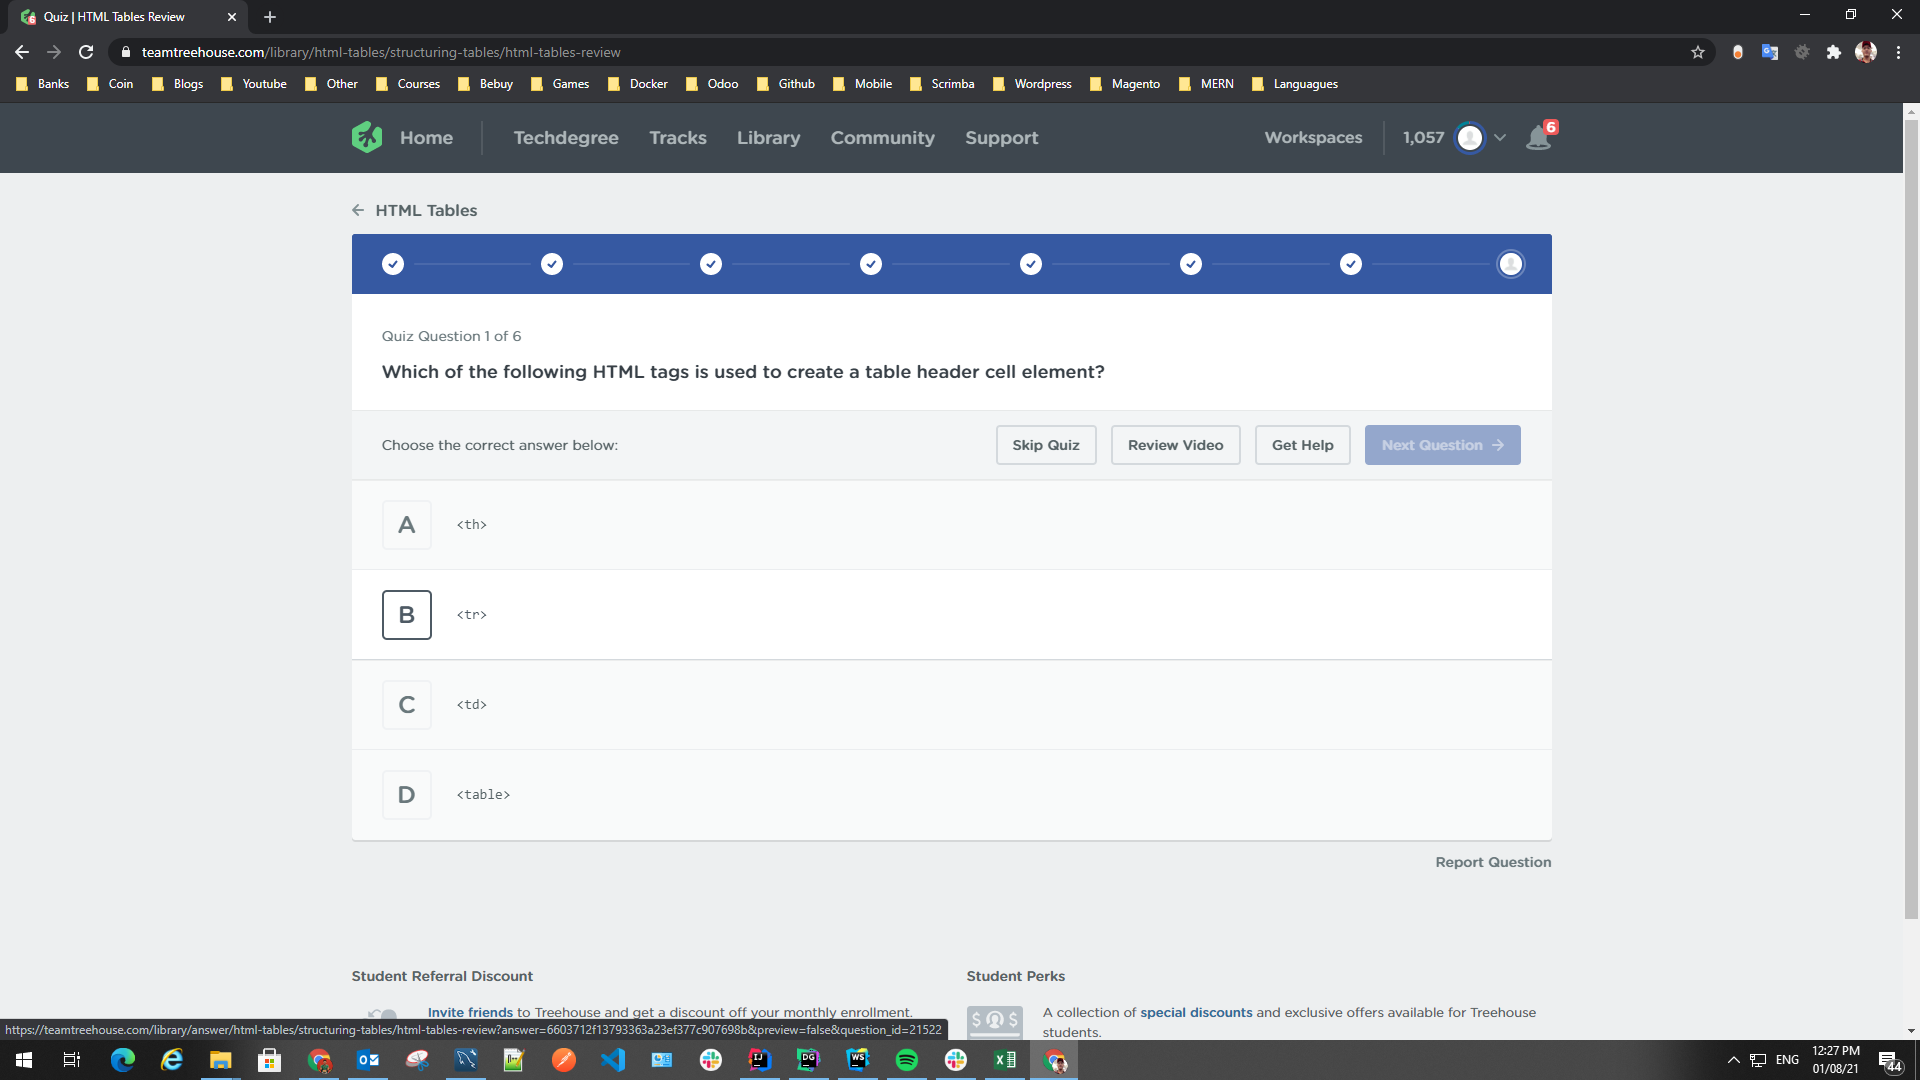 Quiz | HTML Tables Review
teamtreehouse.com/library/html-tables/structuring-tables/html-tables-review
Banks Coin Blogs Youtube Other Courses Bebuy Games Docker Odoo Github Mobile Scrimba Wordpress Magento MERN Languagues
Home Techdegree Tracks Library Community Support Workspaces 1,057 6
HTML Tables
Quiz Question 1 of 6
Which of the following HTML tags is used to create a table header cell element?
Choose the correct answer below:
Skip Quiz Review Video Get Help Next Question →
A <th>
B <tr>
C <td>
D <table>
Report Question
Student Referral Discount
Invite friends to Treehouse and get a discount off your monthly enrollment.
Student Perks
A collection of special discounts and exclusive offers available for Treehouse
students.
https://teamtreehouse.com/library/answer/html-tables/structuring-tables/html-tables-review?answer=6603712f13793363a23ef377c907698b&preview=false&question_id=21522
ENG
12:27 PM
01/08/21
44